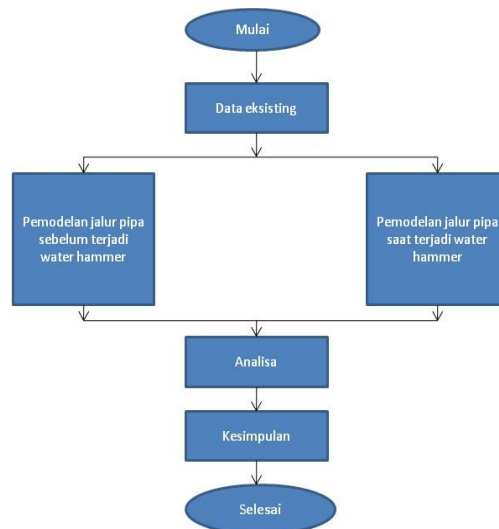 Mulai
Data eksisting
Pemodelan jalur pipa
sebelum terjadi
water hammer
Pemodelan jalur pipa
saat terjadi water
hammer
Analisa
Kesimpulan
Selesai